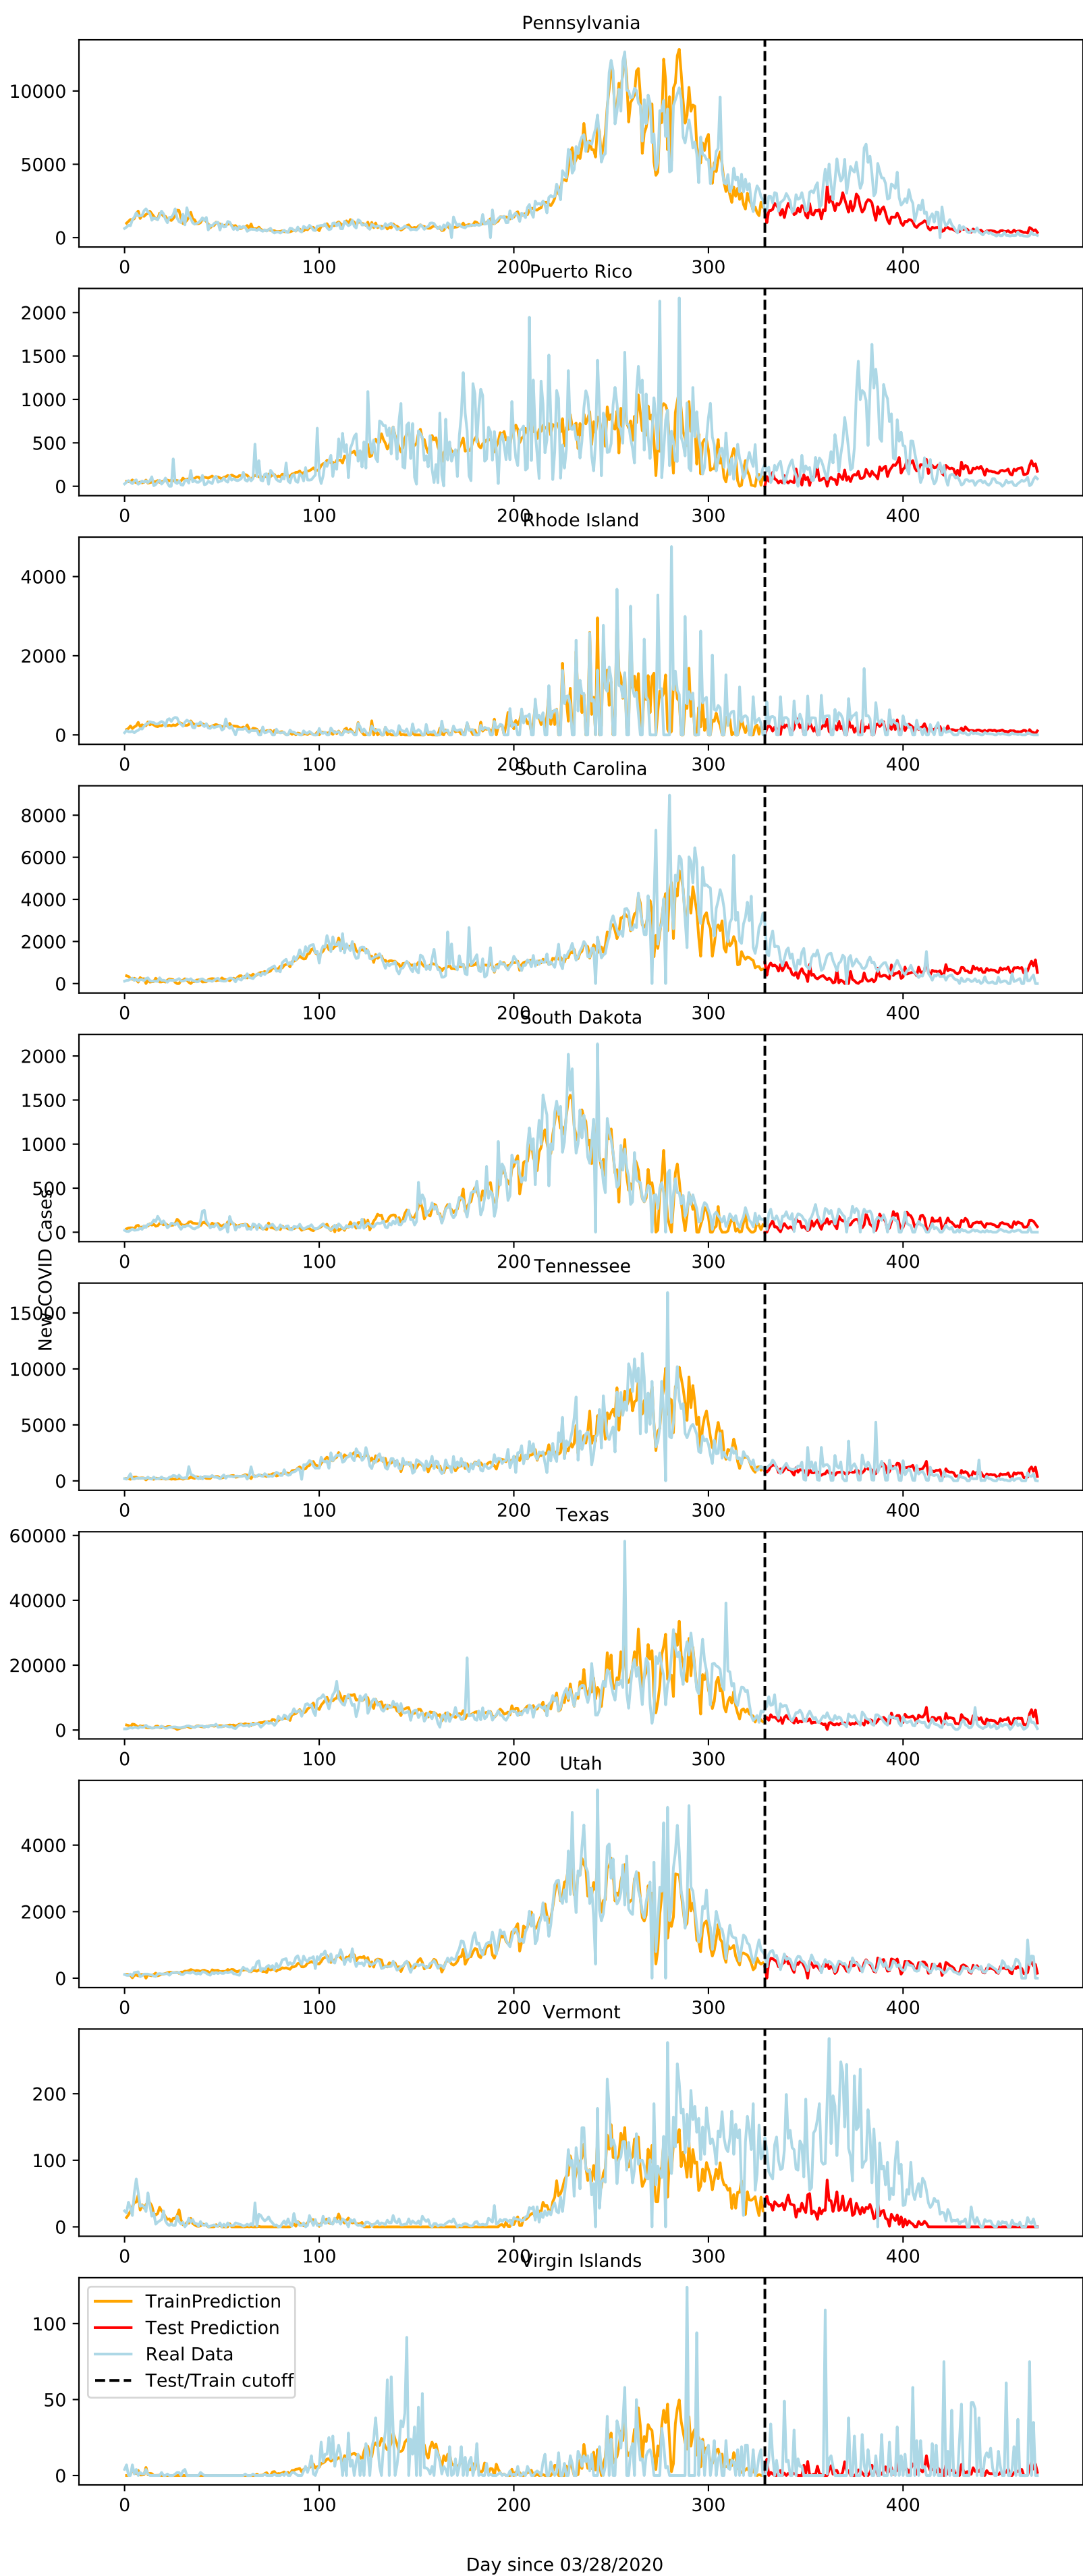 Pennsylvania
10000
5000
0
0 100 200 300 400
Puerto Rico
2000
1500
1000
500
0
0 100 200 300 400
Rhode Island
4000
2000
0
0 100 200 300 400
South Carolina
8000
6000
4000
2000
0
0 100 200 300 400
South Dakota
2000
1500
1000
500
0
0 100 200 300 400
New COVID Cases
Tennessee
15000
10000
5000
0
0 100 200 300 400
Texas
60000
40000
20000
0
0 100 200 300 400
Utah
4000
2000
0
0 100 200 300 400
Vermont
200
100
0
0 100 200 300 400
Virgin Islands
TrainPrediction
Test Prediction
Real Data
Test/Train cutoff
100
50
0
0 100 200 300 400
Day since 03/28/2020